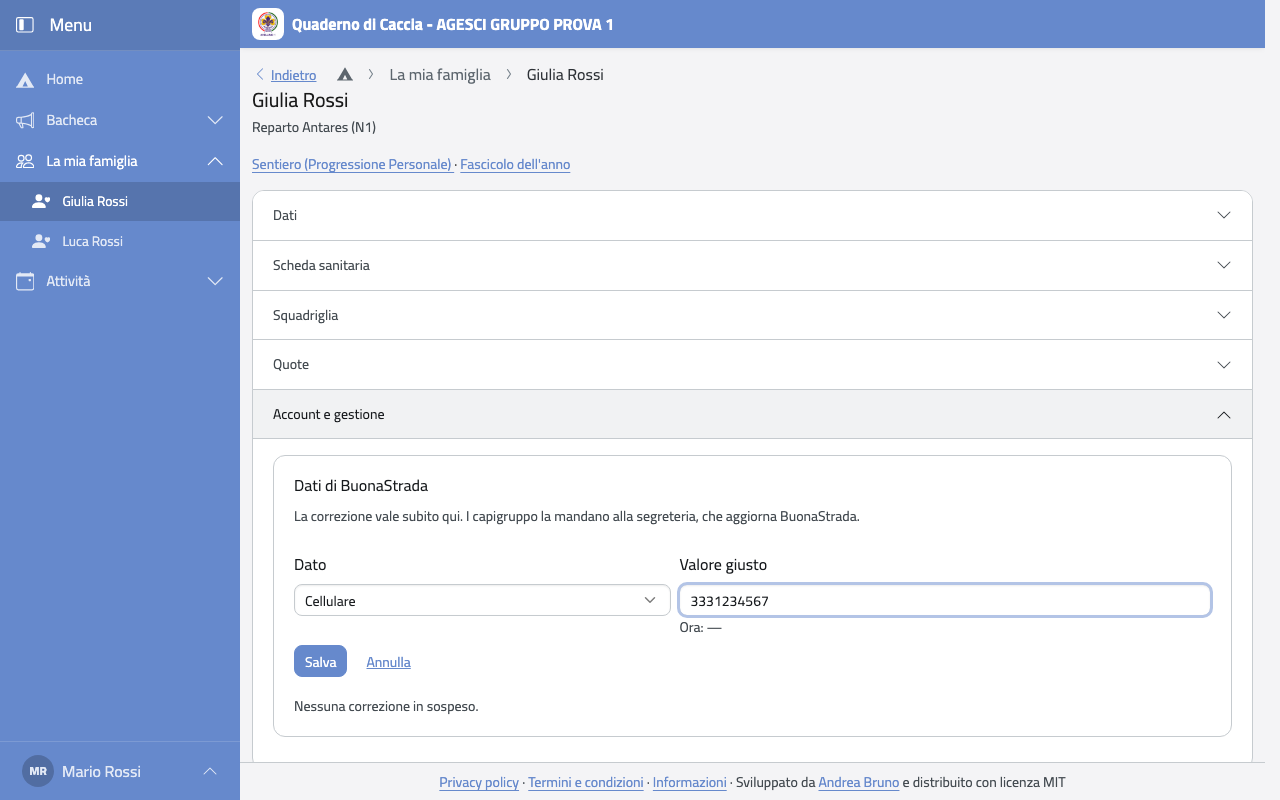 Menu
Quaderno di Caccia - AGESCI GRUPPO PROVA 1
Home
Bacheca
La mia famiglia
Giulia Rossi
Luca Rossi
Attività
MR Mario Rossi
Indietro La mia famiglia Giulia Rossi
Giulia Rossi
Reparto Antares (N1)
Sentiero (Progressione Personale) · Fascicolo dell'anno
Dati
Scheda sanitaria
Squadriglia
Quote
Account e gestione
Dati di BuonaStrada
La correzione vale subito qui. I capigruppo la mandano alla segreteria, che aggiorna BuonaStrada.
Dato Valore giusto
Cellulare 3331234567
Ora: —
Salva Annulla
Nessuna correzione in sospeso.
Privacy policy · Termini e condizioni · Informazioni · Sviluppato da Andrea Bruno e distribuito con licenza MIT